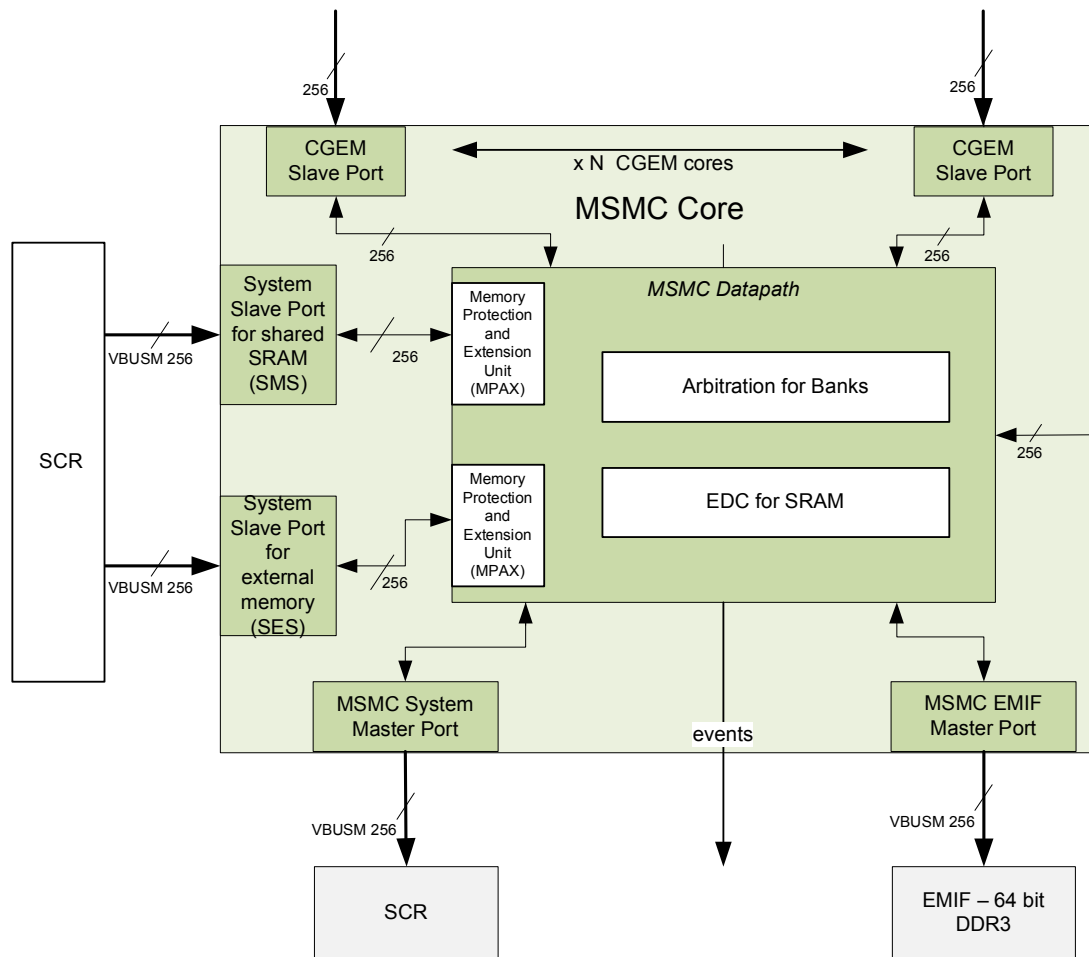 256
256
CGEM
Slave Port
CGEM
Slave Port
x N  CGEM cores
MSMC Core
256
256
System
Slave Port
for shared
SRAM
(SMS)
Memory
Protection
and
Extension
Unit
(MPAX)
MSMC Datapath
VBUSM 256
256
Arbitration for Banks
SCR
256
System
Slave Port
for
external
memory
(SES)
Memory
Protection
and
Extension
Unit
(MPAX)
EDC for SRAM
VBUSM 256
256
MSMC System
Master Port
MSMC EMIF
Master Port
events
VBUSM 256
VBUSM 256
SCR
EMIF – 64 bit
DDR3